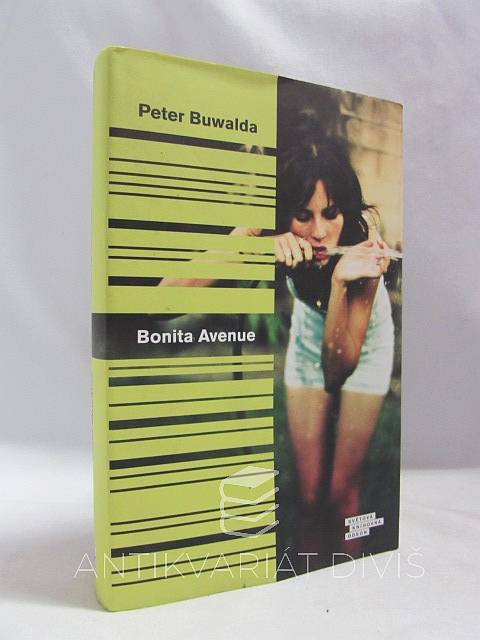 Peter Buwalda
Bonita Avenue
SVĚTOVÁ
KNIHOVNA
ODEON
ANTIKVARIÁT DIVIŠ